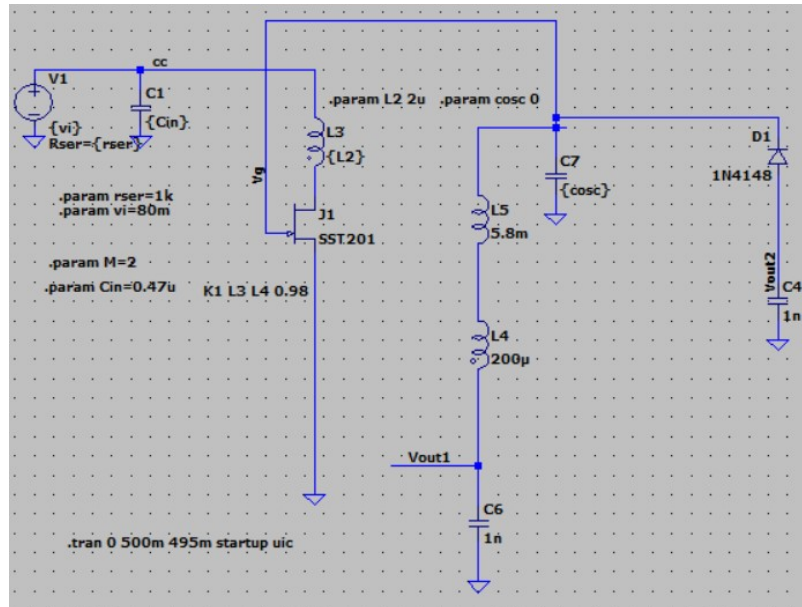 cc
V1
{vi}
Rser={rser}
C1
{Cin}
.param L2 2u .param cosc 0
L3
{L2}
Vg
D1
1N4148
C7
{cosc}
.param rser=1k
.param vi=80m
J1
SST201
L5
5.8m
.param M=2
.param Cin=0.47u
K1 L3 L4 0.98
Vout2
C4
1n
L4
200µ
Vout1
C6
1n
.tran 0 500m 495m startup uic